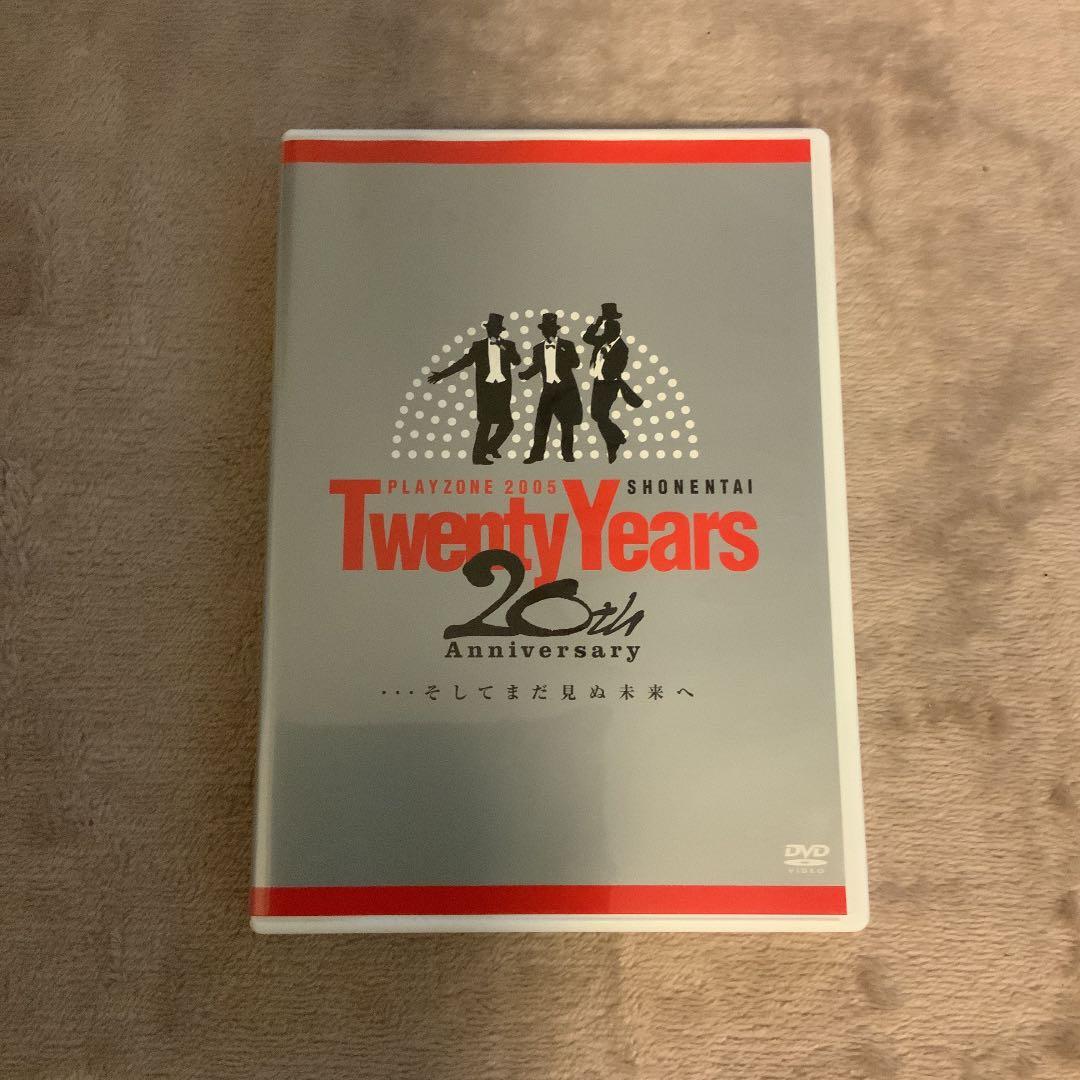 PLAYZONE 2005 SHONENTAI
Twenty Years
20th
Anniversary
···そしてまだ見ぬ未来へ
DVD
VIDEO